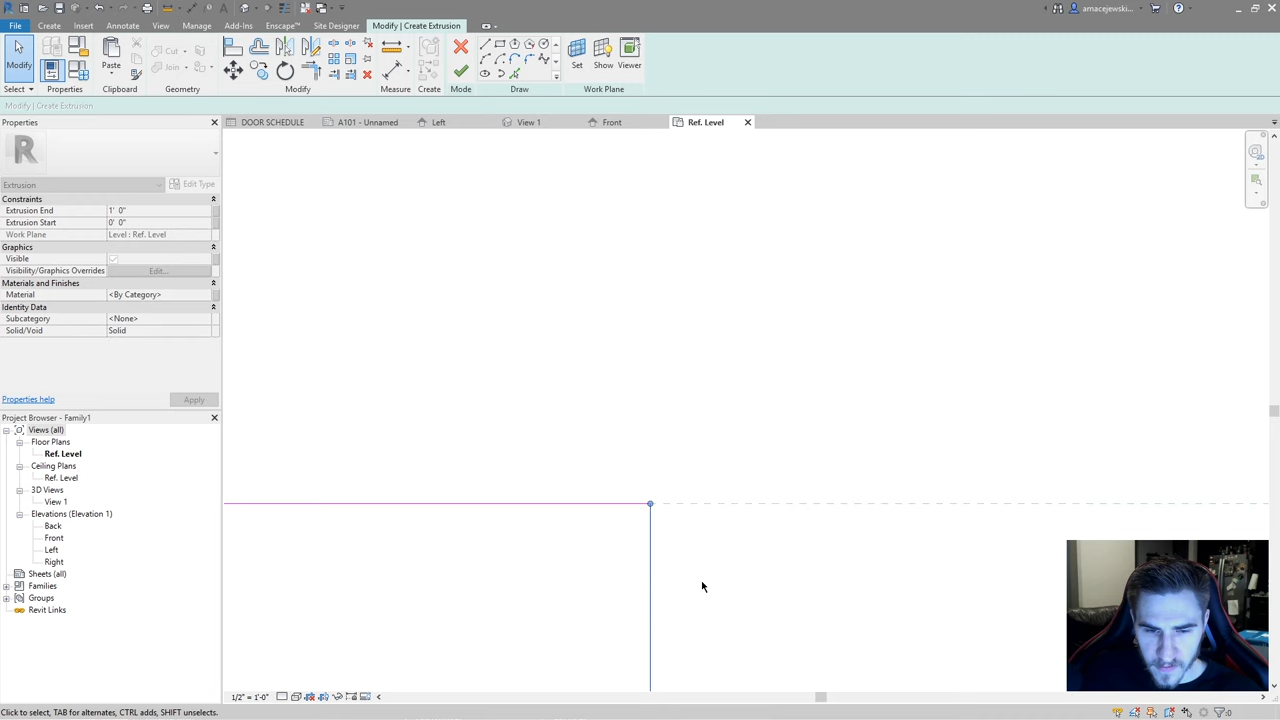 amacejewski...
File Create Insert Annotate View Manage Add-Ins Enscape™ Site Designer Modify | Create Extrusion
Modify Paste Cut Join Set Show Viewer
Select Properties Clipboard Geometry Modify Measure Create Mode Draw Work Plane
Modify | Create Extrusion
Properties
DOOR SCHEDULE A101 - Unnamed Left View 1 Front Ref. Level
R
Extrusion Edit Type
Constraints
Extrusion End 1' 0"
Extrusion Start 0' 0"
Work Plane Level : Ref. Level
Graphics
Visible
Visibility/Graphics Overrides Edit...
Materials and Finishes
Material <By Category>
Identity Data
Subcategory <None>
Solid/Void Solid
Properties help Apply
Project Browser - Family1
Views (all)
Floor Plans
Ref. Level
Ceiling Plans
Ref. Level
3D Views
View 1
Elevations (Elevation 1)
Back
Front
Left
Right
Sheets (all)
Families
Groups
Revit Links
1/2" = 1'-0"
Click to select, TAB for alternates, CTRL adds, SHIFT unselects. :0